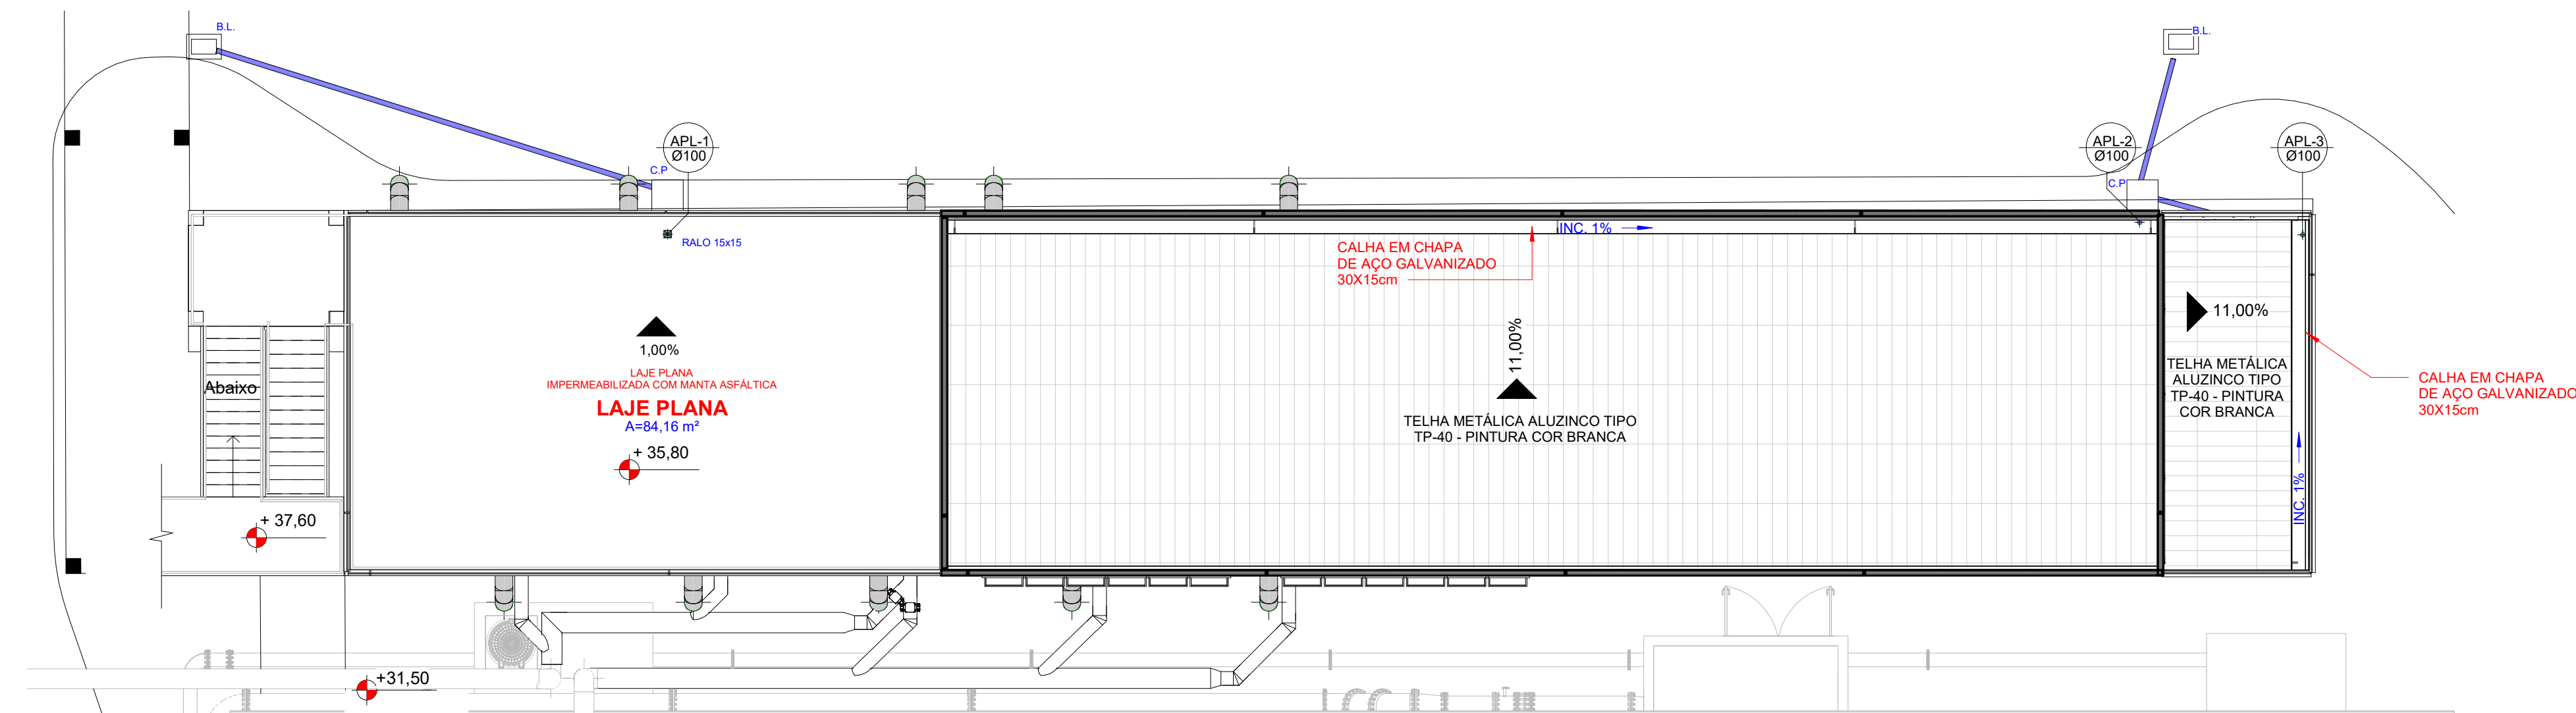 B.L.
B.L.
APL-1
Ø100
C.P
APL-2
Ø100
C.P
APL-3
Ø100
RALO 15x15
INC. 1%
CALHA EM CHAPA
DE AÇO GALVANIZADO
30X15cm
1,00%
LAJE PLANA
IMPERMEABILIZADA COM MANTA ASFÁLTICA
LAJE PLANA
A=84,16 m²
+ 35,80
Abaixo
+ 37,60
+31,50
11,00%
TELHA METÁLICA ALUZINCO TIPO
TP-40 - PINTURA COR BRANCA
11,00%
TELHA METÁLICA
ALUZINCO TIPO
TP-40 - PINTURA
COR BRANCA
INC. 1%
CALHA EM CHAPA
DE AÇO GALVANIZADO
30X15cm